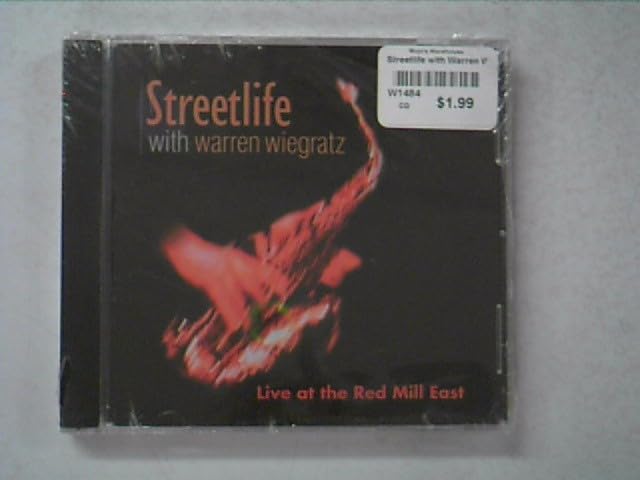 Streetlife with Warren W
W1484
CD
$1.99
Streetlife
with warren wiegratz
Live at the Red Mill East